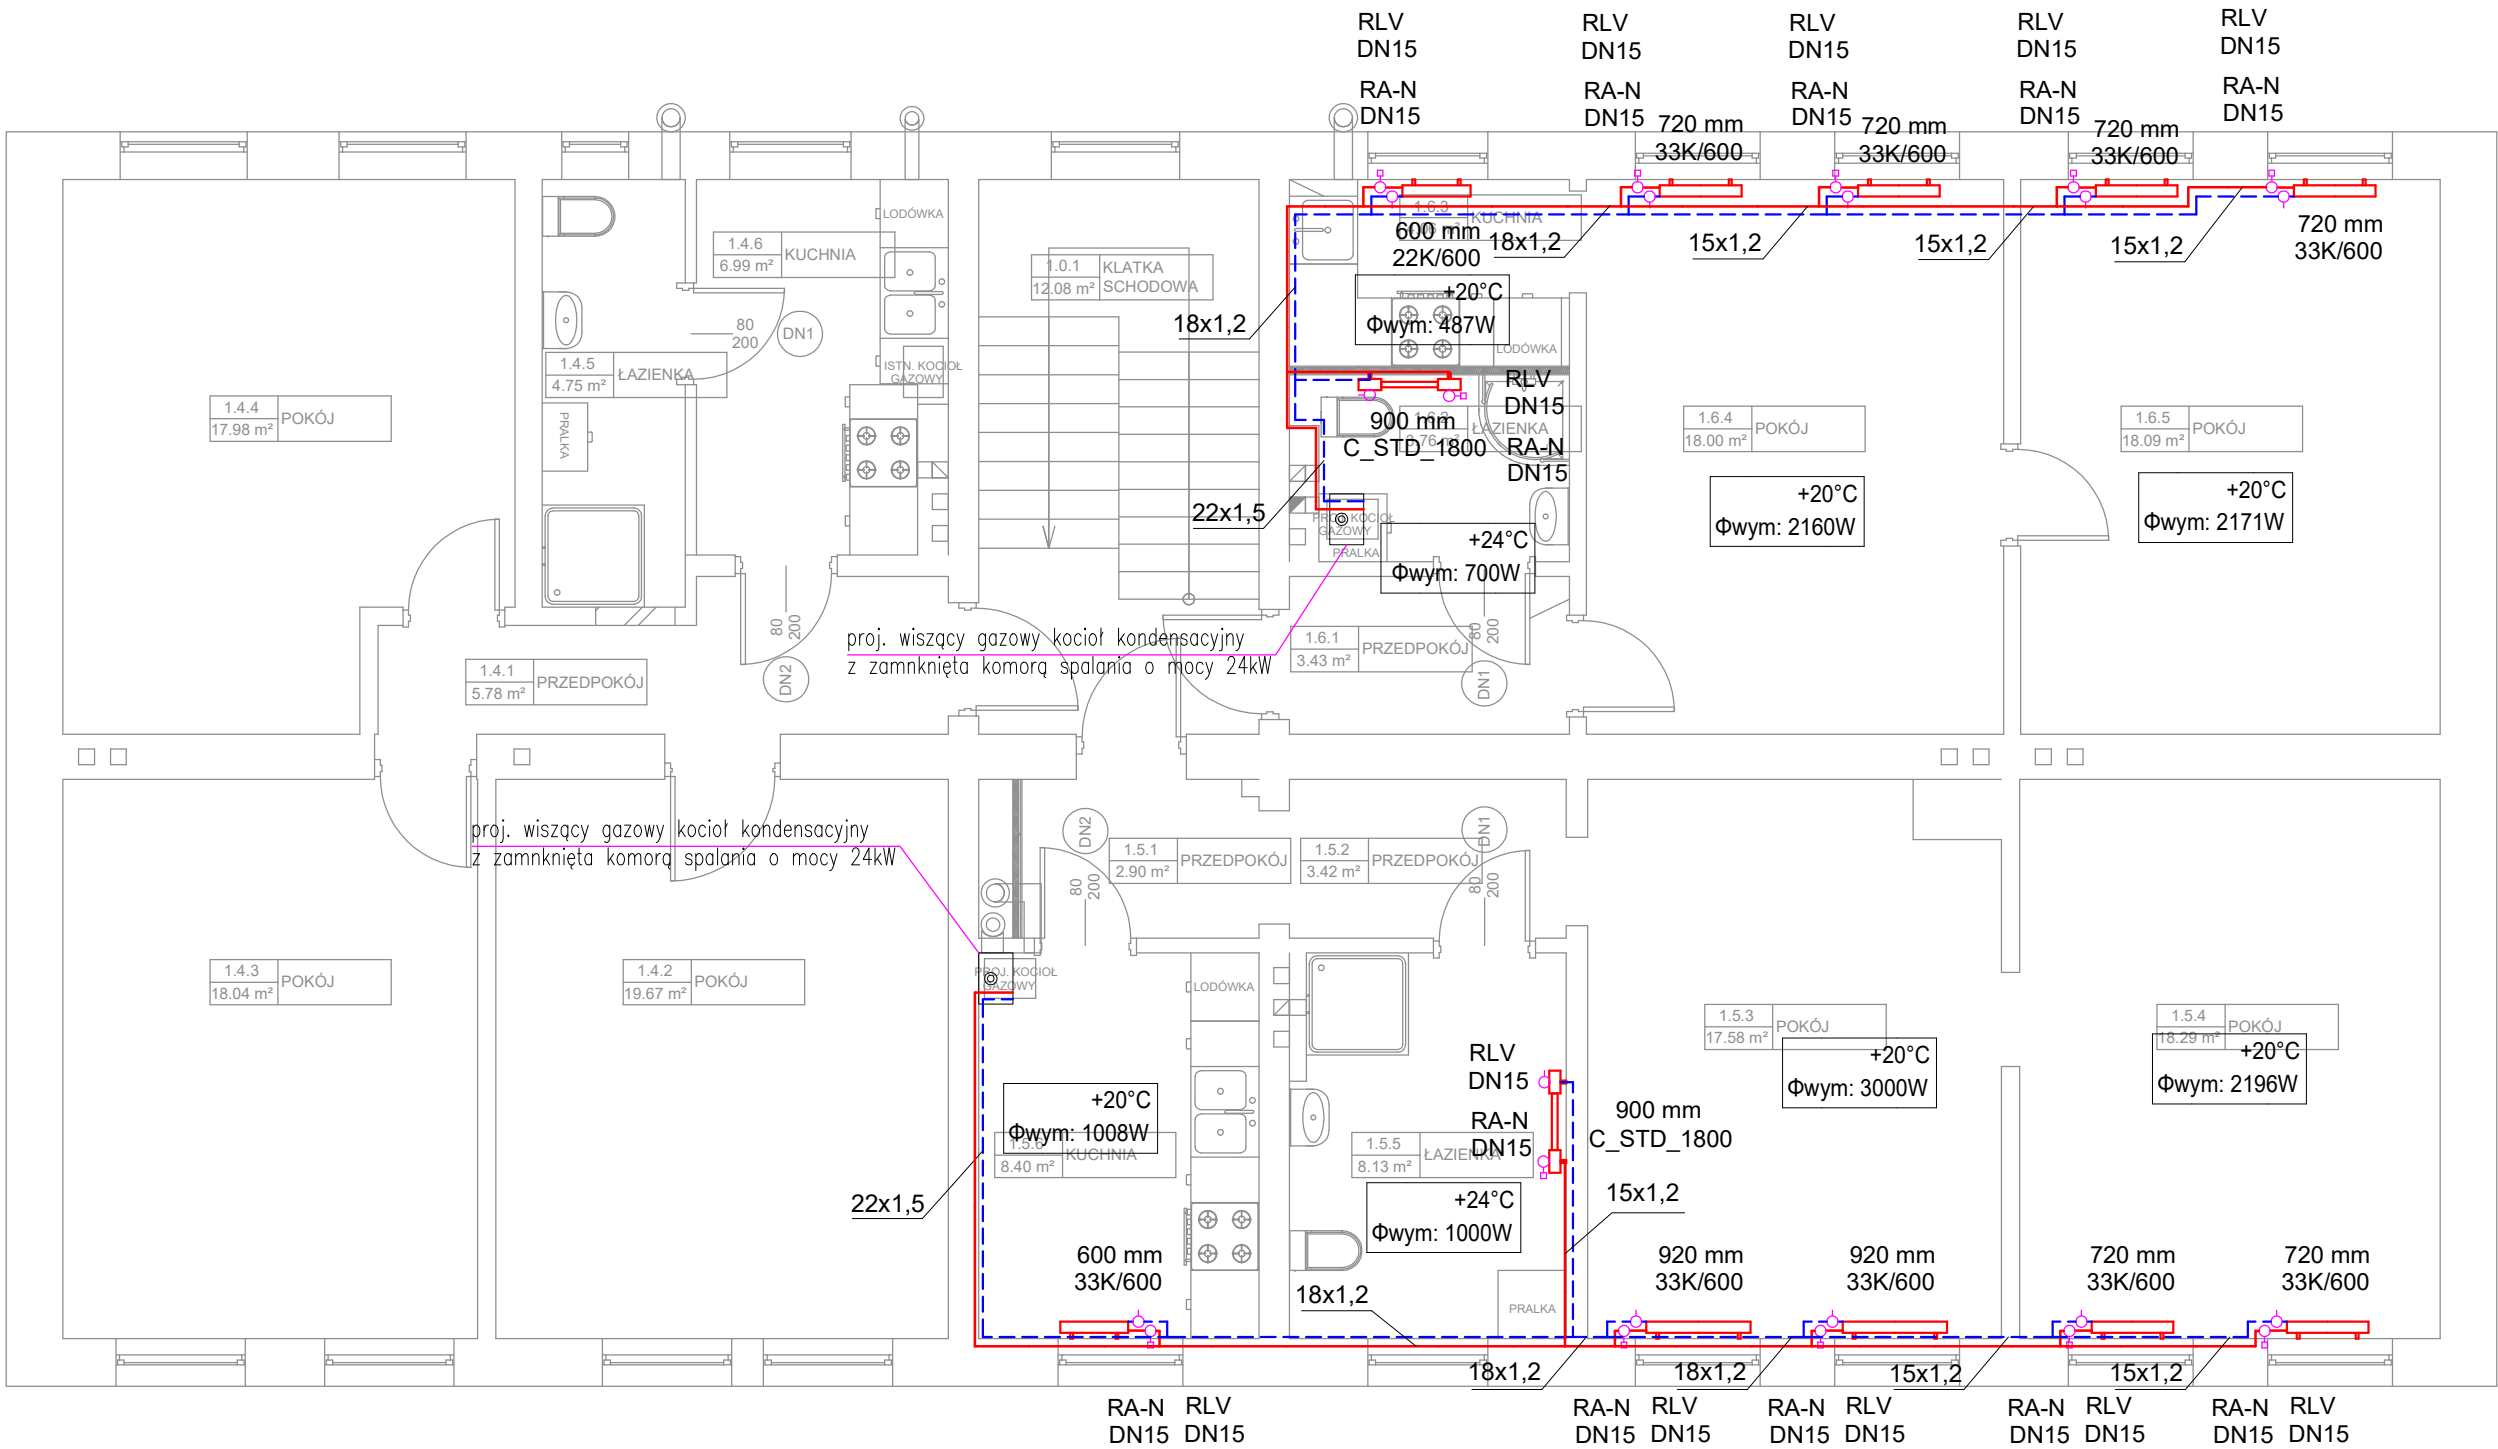 RLV
DN15
RA-N
DN15
RLV
DN15
RA-N
DN15
RLV
DN15
RA-N
DN15
RLV
DN15
RA-N
DN15
RLV
DN15
RA-N
DN15
720 mm
33K/600
720 mm
33K/600
720 mm
33K/600
720 mm
33K/600
LODÓWKA
1.4.6
6.99 m²
KUCHNIA
1.0.1
12.08 m²
KLATKA
SCHODOWA
1.6.3
KUCHNIA
600 mm
22K/600
18x1,2
15x1,2
15x1,2
15x1,2
+20°C
Φwym: 487W
18x1,2
80
200
DN1
1.4.5
4.75 m²
ŁAZIENKA
ISTN. KOCIOŁ
GAZOWY
LODÓWKA
PRALKA
1.4.4
17.98 m²
POKÓJ
RLV
DN15
RA-N
DN15
900 mm
C_STD_1800
ŁAZIENKA
1.6.4
18.00 m²
POKÓJ
1.6.5
18.09 m²
POKÓJ
22x1,5
PROJ. KOCIOŁ
GAZOWY
PRALKA
+24°C
Φwym: 700W
+20°C
Φwym: 2160W
+20°C
Φwym: 2171W
80
200
DN2
proj. wiszący gazowy kocioł kondensacyjny
z zamnknięta komorą spalania o mocy 24kW
1.6.1
3.43 m²
PRZEDPOKÓJ
80
200
DN1
1.4.1
5.78 m²
PRZEDPOKÓJ
proj. wiszący gazowy kocioł kondensacyjny
z zamnknięta komorą spalania o mocy 24kW
DN2
80
200
1.5.1
2.90 m²
PRZEDPOKÓJ
1.5.2
3.42 m²
PRZEDPOKÓJ
DN1
80
200
1.4.3
18.04 m²
POKÓJ
1.4.2
19.67 m²
POKÓJ
PROJ. KOCIOŁ
GAZOWY
LODÓWKA
1.5.3
17.58 m²
POKÓJ
+20°C
Φwym: 3000W
1.5.4
18.29 m²
POKÓJ
+20°C
Φwym: 2196W
+20°C
Φwym: 1008W
1.5.6
8.40 m²
KUCHNIA
RLV
DN15
RA-N
DN15
900 mm
C_STD_1800
1.5.5
8.13 m²
ŁAZIENKA
+24°C
Φwym: 1000W
22x1,5
15x1,2
600 mm
33K/600
18x1,2
PRALKA
920 mm
33K/600
920 mm
33K/600
720 mm
33K/600
720 mm
33K/600
18x1,2
18x1,2
15x1,2
15x1,2
RA-N
DN15
RLV
DN15
RA-N
DN15
RLV
DN15
RA-N
DN15
RLV
DN15
RA-N
DN15
RLV
DN15
RA-N
DN15
RLV
DN15